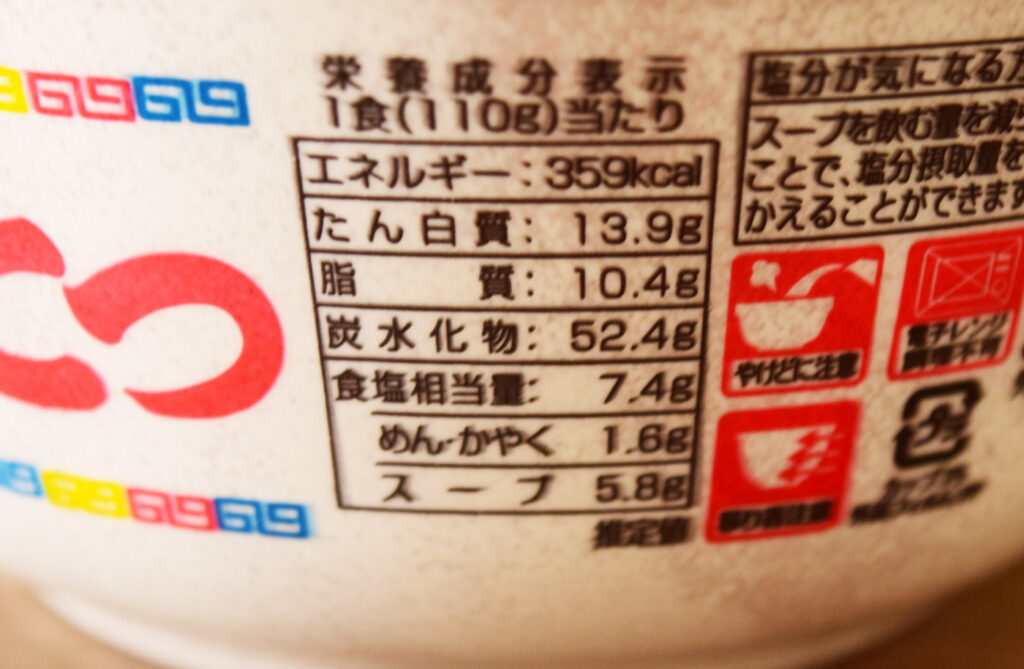 栄養成分表示
1食(110g)当たり
エネルギー:359kcal
たん白質: 13.9g
脂質: 10.4g
炭水化物: 52.4g
食塩相当量: 7.4g
めん・かやく 1.6g
スープ 5.8g
推定値
塩分が気になる
スープを飲む量を減ら
ことで、塩分摂取量を
かえることができます
やけどに注意
電子レンジ
調理不可